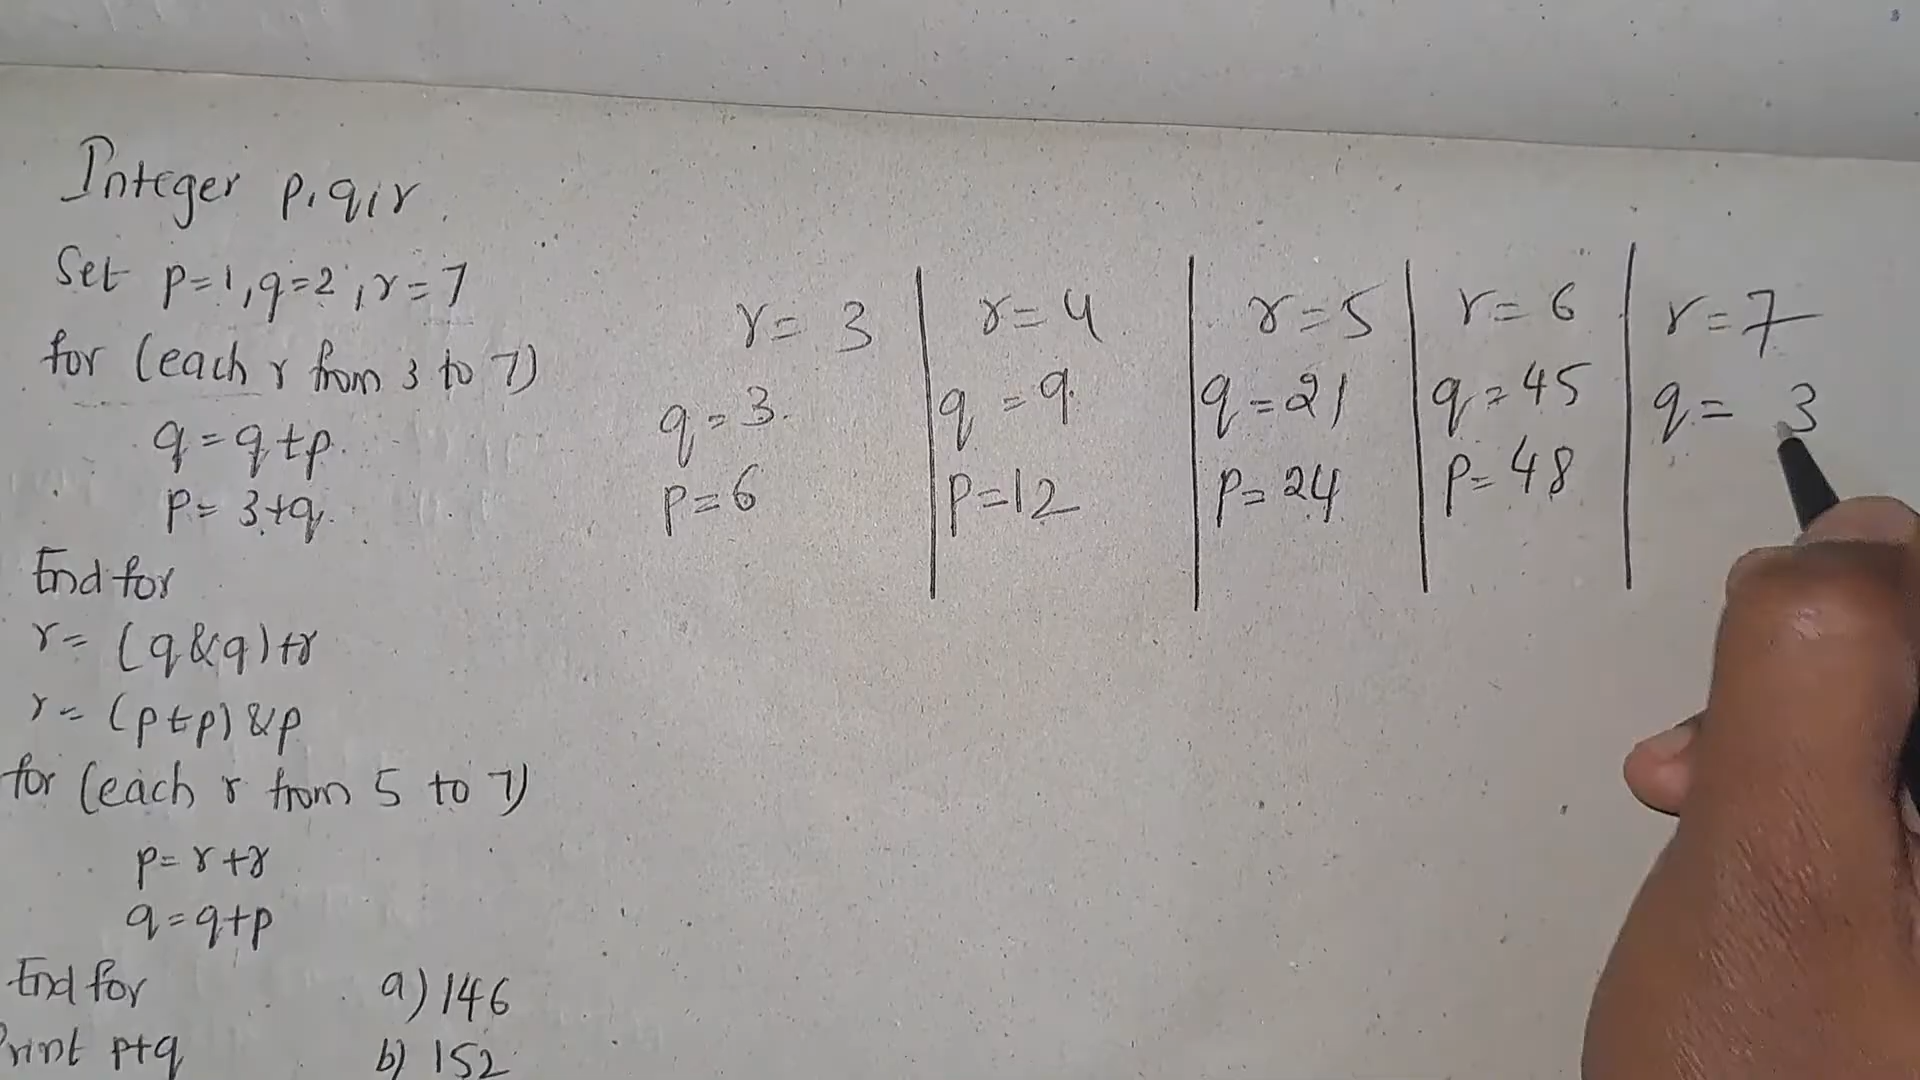 Integer p,q,r.
Set p=1,q=2,r=7
for (each r from 3 to 7)
q=q+p.
p= 3+q.
End for
r= (q&q)+r
r= (p+p)&p
for (each r from 5 to 7)
p=r+r
q=q+p
End for
Print p+q
a) 146
b) 152
r= 3
q=3.
p=6
r=4
q=9.
p=12
r=5
q=21
p=24
r=6
q=45
p=48
r=7
q= 3